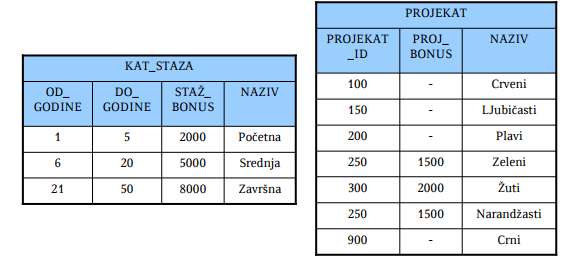 KAT_STAZA
OD_ GODINE DO_ GODINE STAŽ_ BONUS NAZIV
1 5 2000 Početna
6 20 5000 Srednja
21 50 8000 Završna
PROJEKAT
PROJEKAT _ID PROJ_ BONUS NAZIV
100 - Crveni
150 - LJubičasti
200 - Plavi
250 1500 Zeleni
300 2000 Žuti
250 1500 Narandžasti
900 - Crni